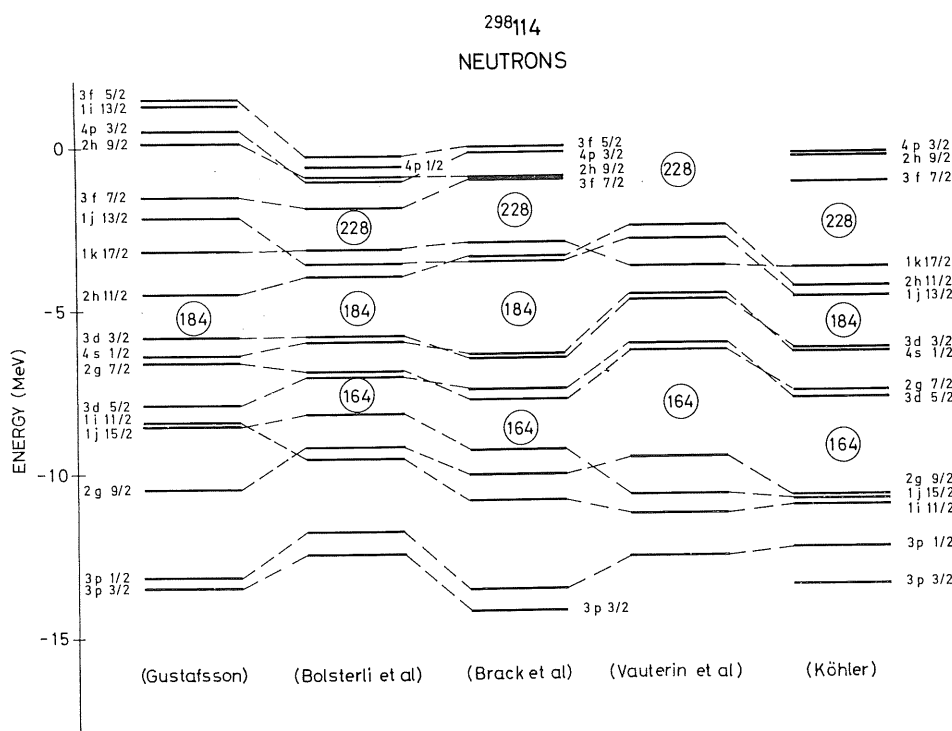 ²⁹⁸114
NEUTRONS
ENERGY (MeV)
0
-5
-10
-15
3f 5/2
1i 13/2
4p 3/2
2h 9/2
3f 7/2
1j 13/2
1k 17/2
2h 11/2
184
3d 3/2
4s 1/2
2g 7/2
3d 5/2
1i 11/2
1j 15/2
2g 9/2
3p 1/2
3p 3/2
(Gustafsson)
4p 1/2
228
184
164
(Bolsterli et al)
3f 5/2
4p 3/2
2h 9/2
3f 7/2
228
184
164
3p 3/2
(Brack et al)
228
164
(Vauterin et al)
4p 3/2
2h 9/2
3f 7/2
228
1k 17/2
2h 11/2
1j 13/2
184
3d 3/2
4s 1/2
2g 7/2
3d 5/2
164
2g 9/2
1j 15/2
1i 11/2
3p 1/2
3p 3/2
(Köhler)